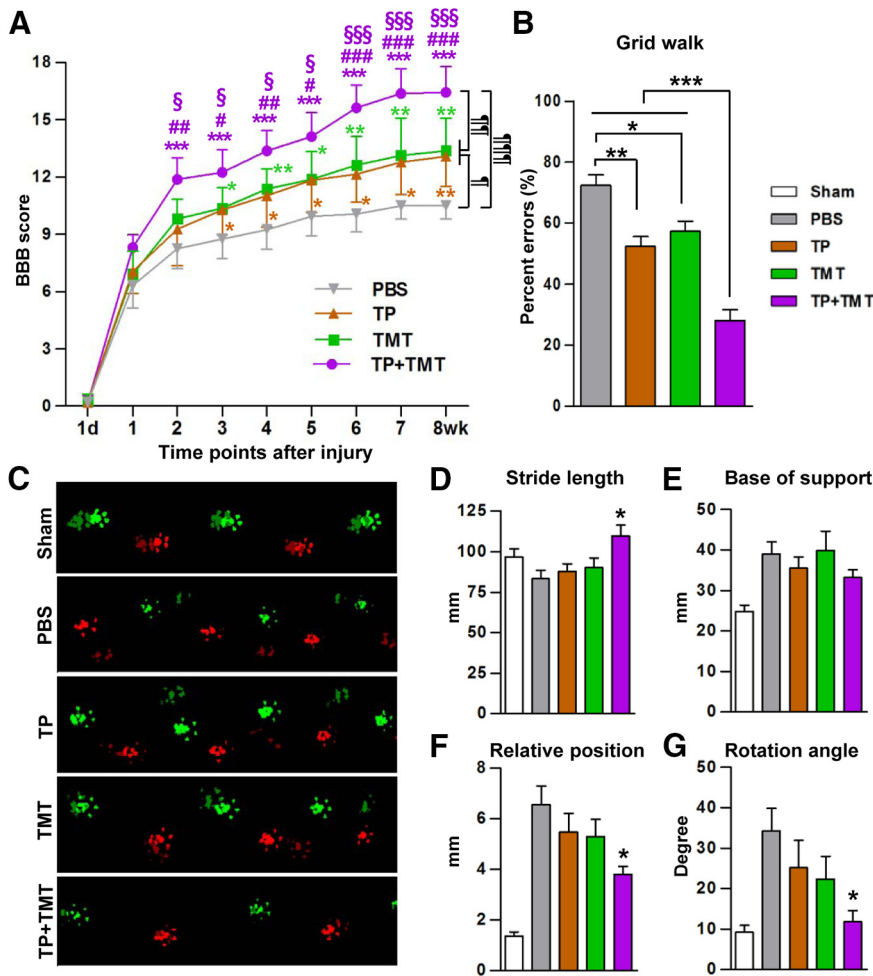 A
BBB score
18
15
12
9
6
3
0
§ § § § §§§ §§§ §§§
## # ## # ### ### ###
*** *** *** *** *** *** ***
* ** * ** ** **
* * * * * **
PBS
TP
TMT
TP+TMT
1d 1 2 3 4 5 6 7 8wk
Time points after injury
B
Grid walk
Percent errors (%)
100
80
60
40
20
0
***
*
**
Sham
PBS
TP
TMT
TP+TMT
C
Sham
PBS
TP
TMT
TP+TMT
D
Stride length
mm
125
100
75
50
25
0
*
E
Base of support
mm
50
40
30
20
10
0
F
Relative position
mm
8
6
4
2
0
*
G
Rotation angle
Degree
50
40
30
20
10
0
*